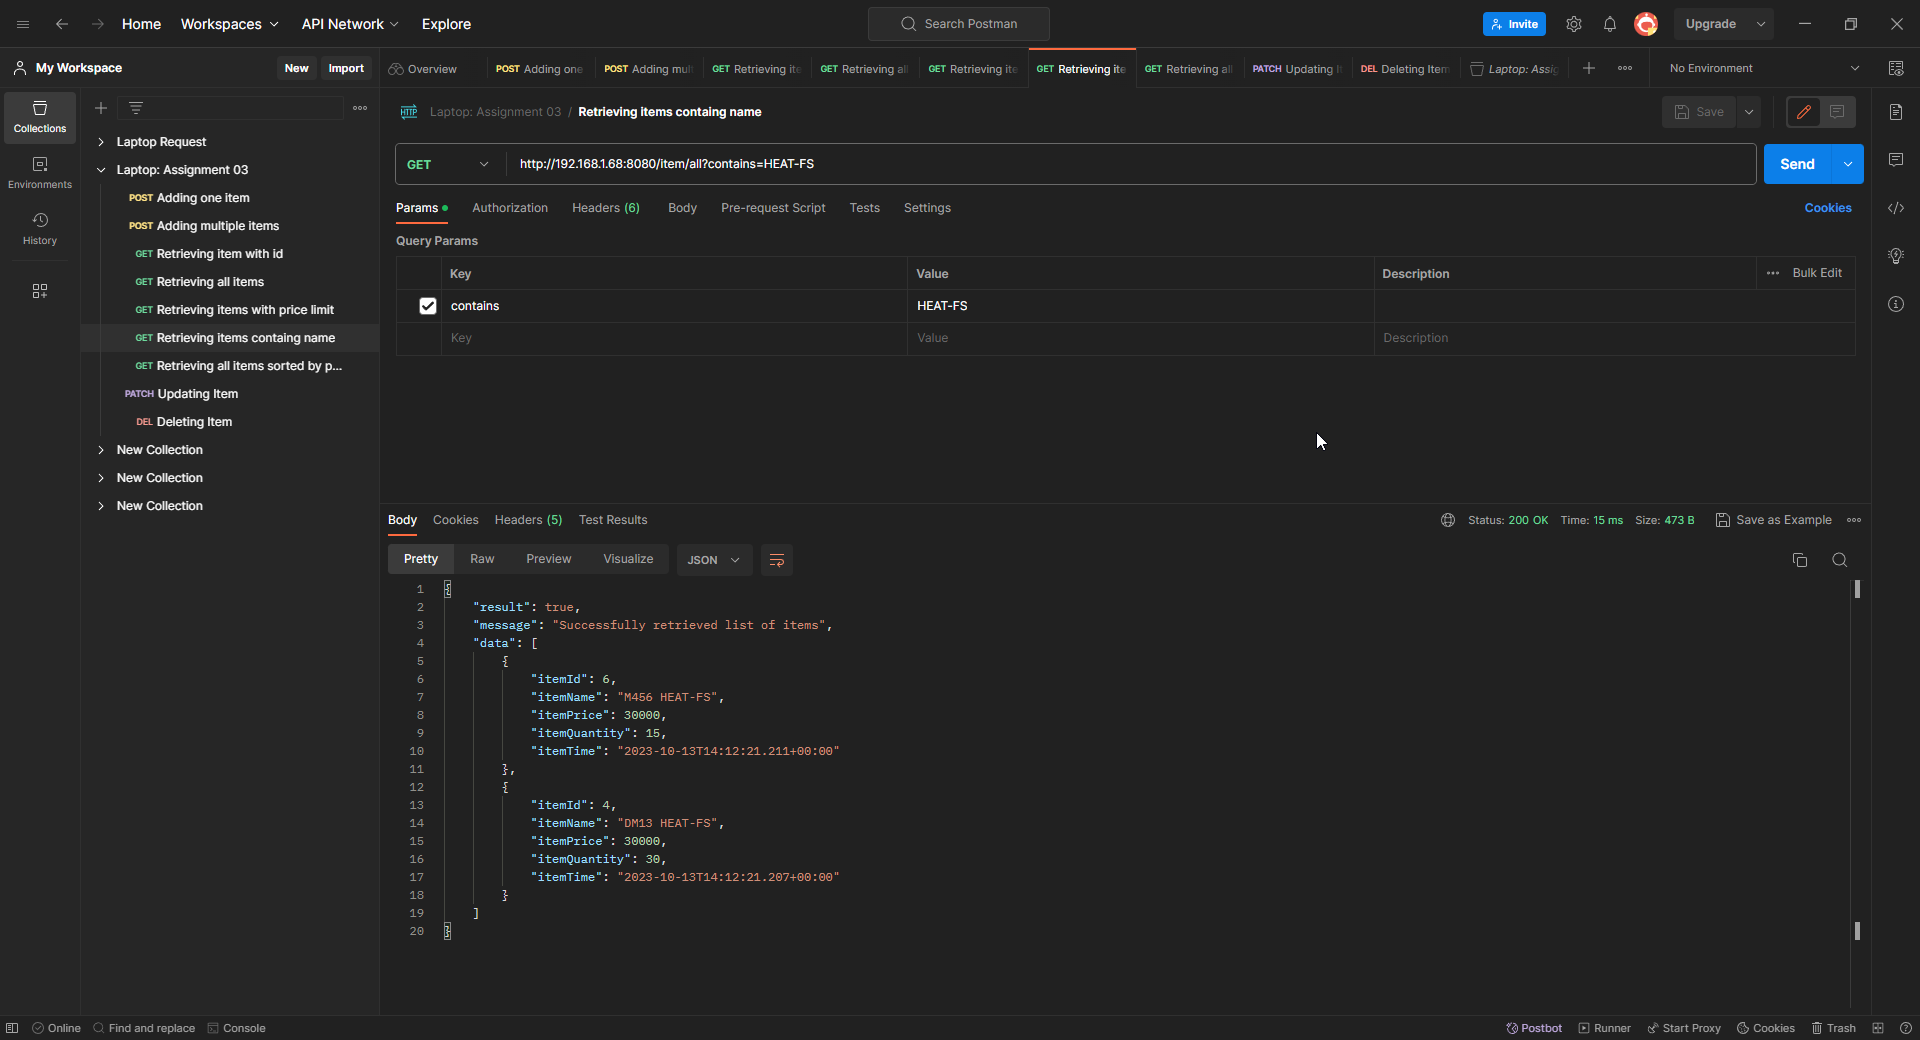 Home Workspaces API Network Explore Search Postman Invite Upgrade
My Workspace New Import Overview POST Adding one POST Adding mul GET Retrieving ite GET Retrieving al GET Retrieving ite GET Retrieving ite GET Retrieving all PATCH Updating I DEL Deleting Item Laptop: Assig No Environment
Collections
Environments
History
Laptop Request
Laptop: Assignment 03
POST Adding one item
POST Adding multiple items
GET Retrieving item with id
GET Retrieving all items
GET Retrieving items with price limit
GET Retrieving items containg name
GET Retrieving all items sorted by p...
PATCH Updating Item
DEL Deleting Item
New Collection
New Collection
New Collection
HTTP Laptop: Assignment 03 / Retrieving items containg name Save
GET http://192.168.1.68:8080/item/all?contains=HEAT-FS Send
Params Authorization Headers (6) Body Pre-request Script Tests Settings Cookies
Query Params
Key Value Description Bulk Edit
contains HEAT-FS
Key Value Description
Body Cookies Headers (5) Test Results Status: 200 OK Time: 15 ms Size: 473 B Save as Example
Pretty Raw Preview Visualize JSON
1 {
2 "result": true,
3 "message": "Successfully retrieved list of items",
4 "data": [
5 {
6 "itemId": 6,
7 "itemName": "M456 HEAT-FS",
8 "itemPrice": 30000,
9 "itemQuantity": 15,
10 "itemTime": "2023-10-13T14:12:21.211+00:00"
11 },
12 {
13 "itemId": 4,
14 "itemName": "DM13 HEAT-FS",
15 "itemPrice": 30000,
16 "itemQuantity": 30,
17 "itemTime": "2023-10-13T14:12:21.207+00:00"
18 }
19 ]
20 }
Online Find and replace Console Postbot Runner Start Proxy Cookies Trash